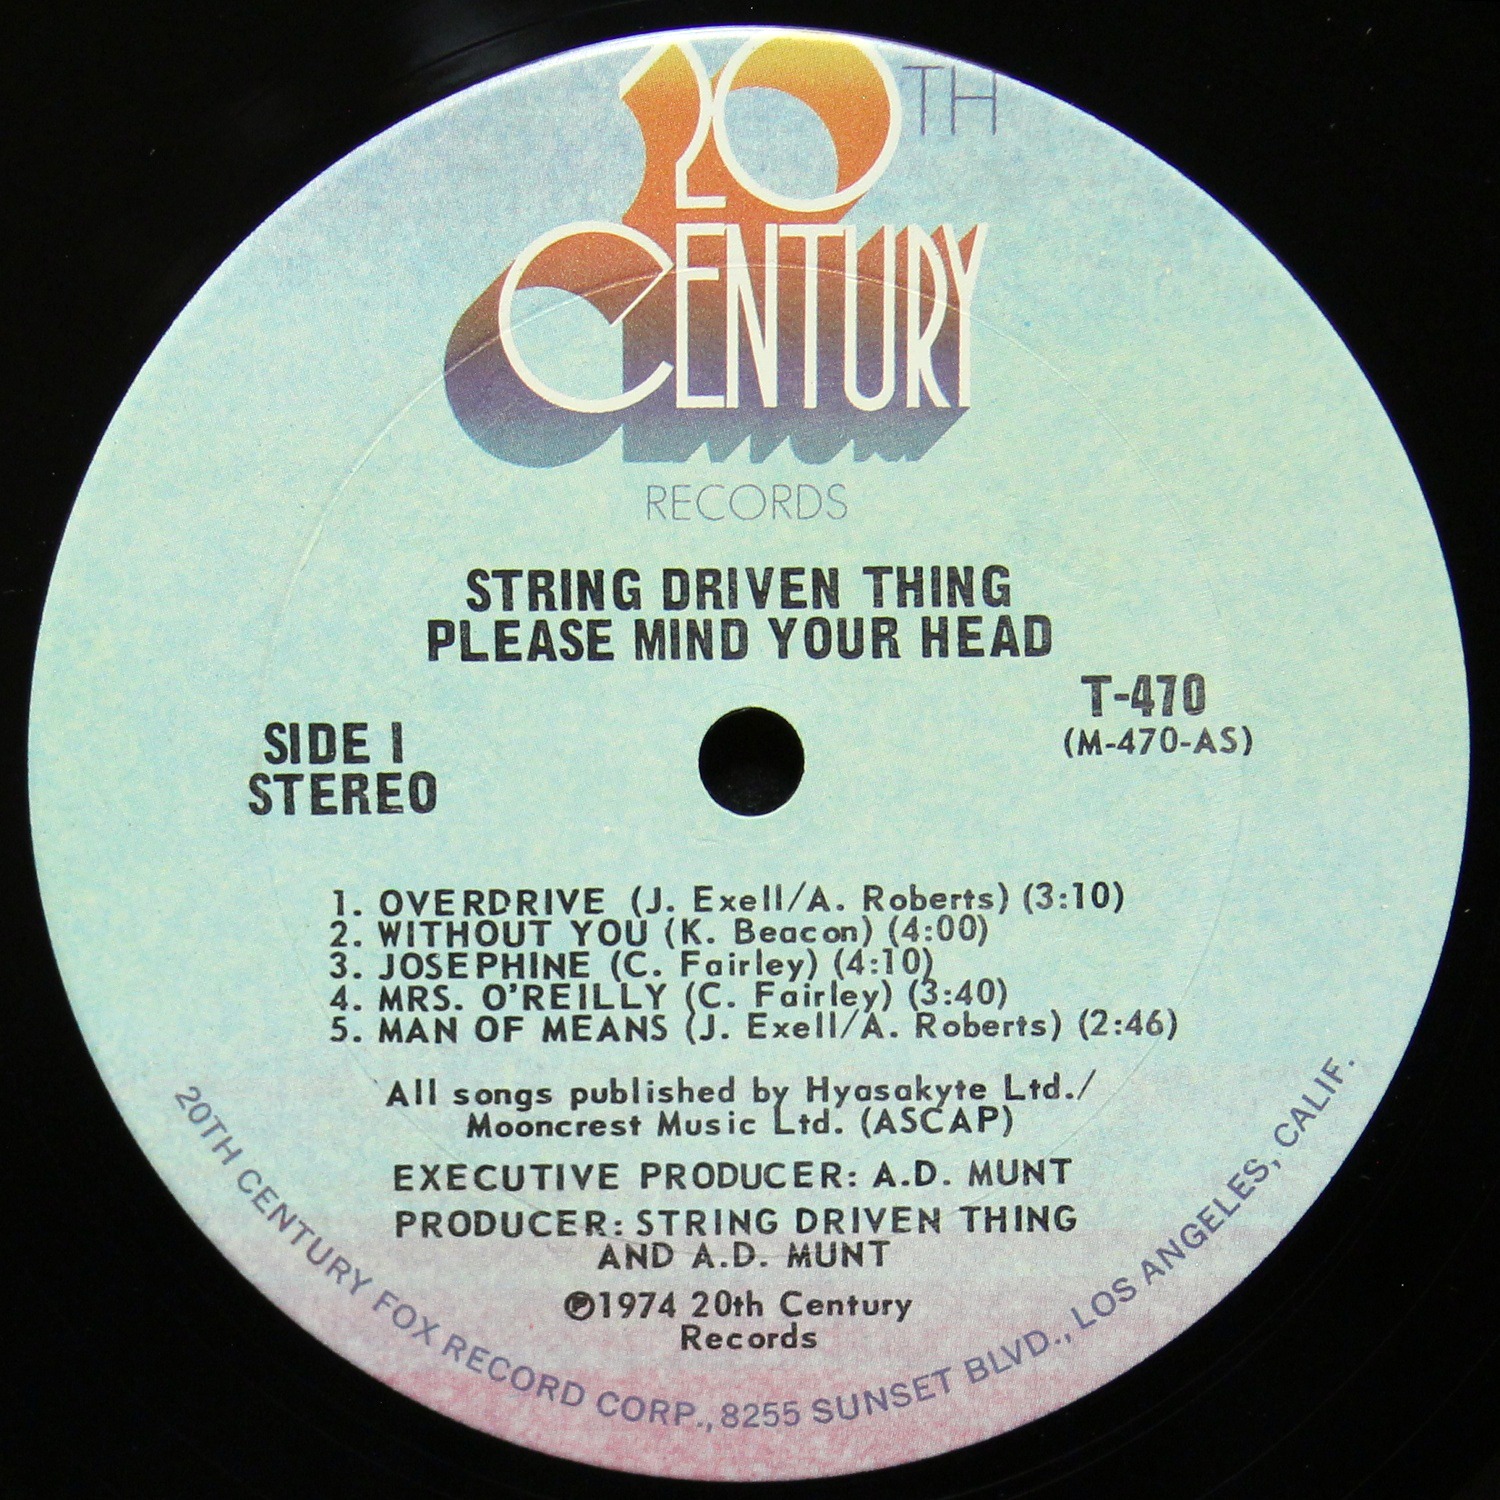 20TH
CENTURY
RECORDS
STRING DRIVEN THING
PLEASE MIND YOUR HEAD
T-470
(M-470-AS)
SIDE 1
STEREO
1. OVERDRIVE (J. Exell/A. Roberts) (3:10)
2. WITHOUT YOU (K. Beacon) (4:00)
3. JOSEPHINE (C. Fairley) (4:10)
4. MRS. O'REILLY (C. Fairley) (3:40)
5. MAN OF MEANS (J. Exell/A. Roberts) (2:46)
All songs published by Hyasakyte Ltd./
Mooncrest Music Ltd. (ASCAP)
EXECUTIVE PRODUCER: A.D. MUNT
PRODUCER: STRING DRIVEN THING
AND A.D. MUNT
℗1974 20th Century
Records
20TH CENTURY FOX RECORD CORP., 8255 SUNSET BLVD., LOS ANGELES, CALIF.